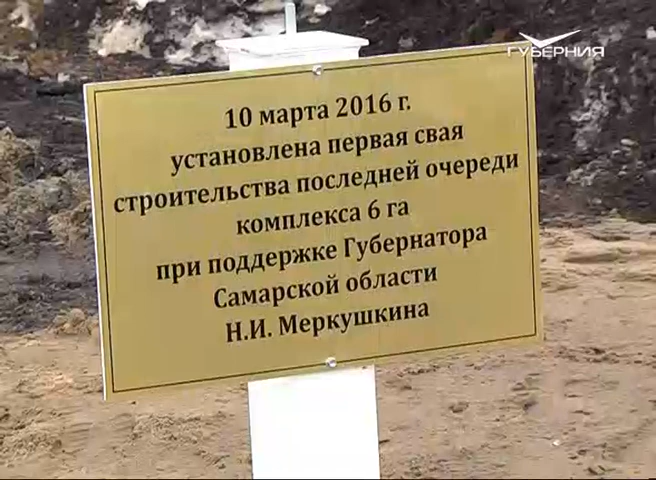 ГУБЕРНИЯ
10 марта 2016 г.
установлена первая свая
строительства последней очереди
комплекса 6 га
при поддержке Губернатора
Самарской области
Н.И. Меркушкина